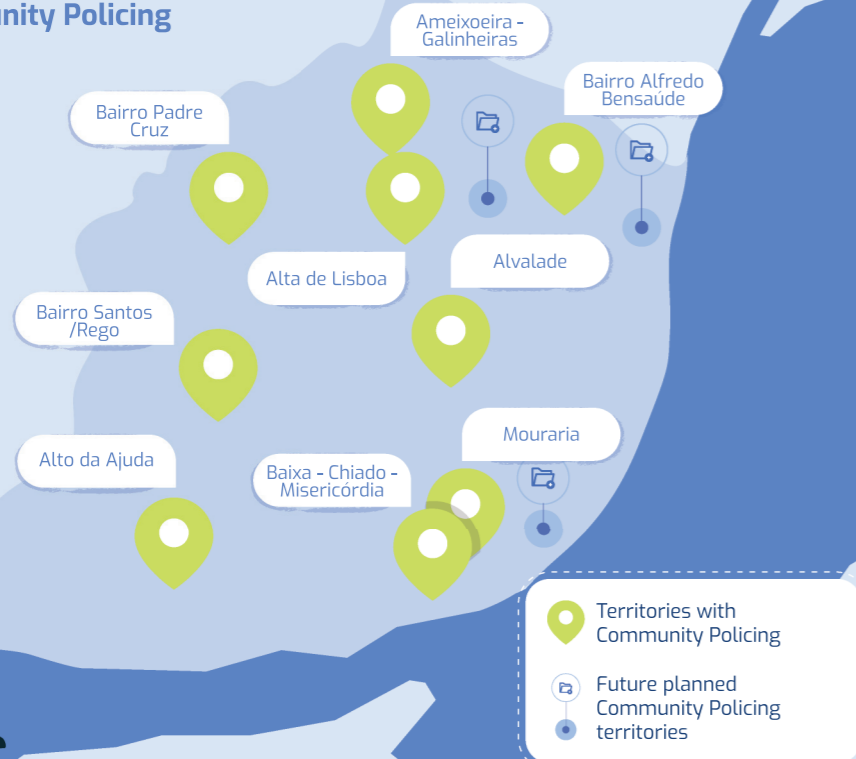 Policing
Ameixoeira -
Galinheiras
Bairro Alfredo
Bensaúde
Bairro Padre
Cruz
Alta de Lisboa
Alvalade
Bairro Santos
/Rego
Mouraria
Alto da Ajuda
Baixa - Chiado -
Misericórdia
Territories with
Community Policing
Future planned
Community Policing
territories